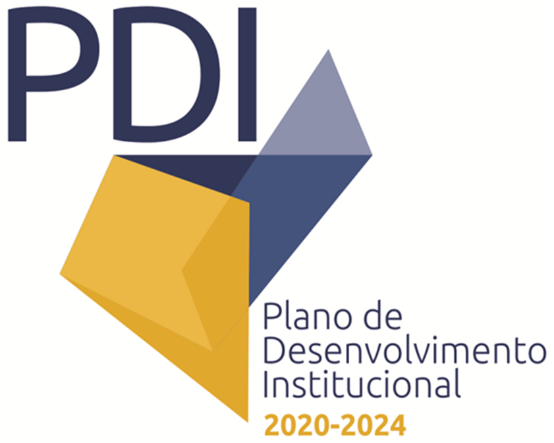 PDI
Plano de
Desenvolvimento
Institucional
2020-2024